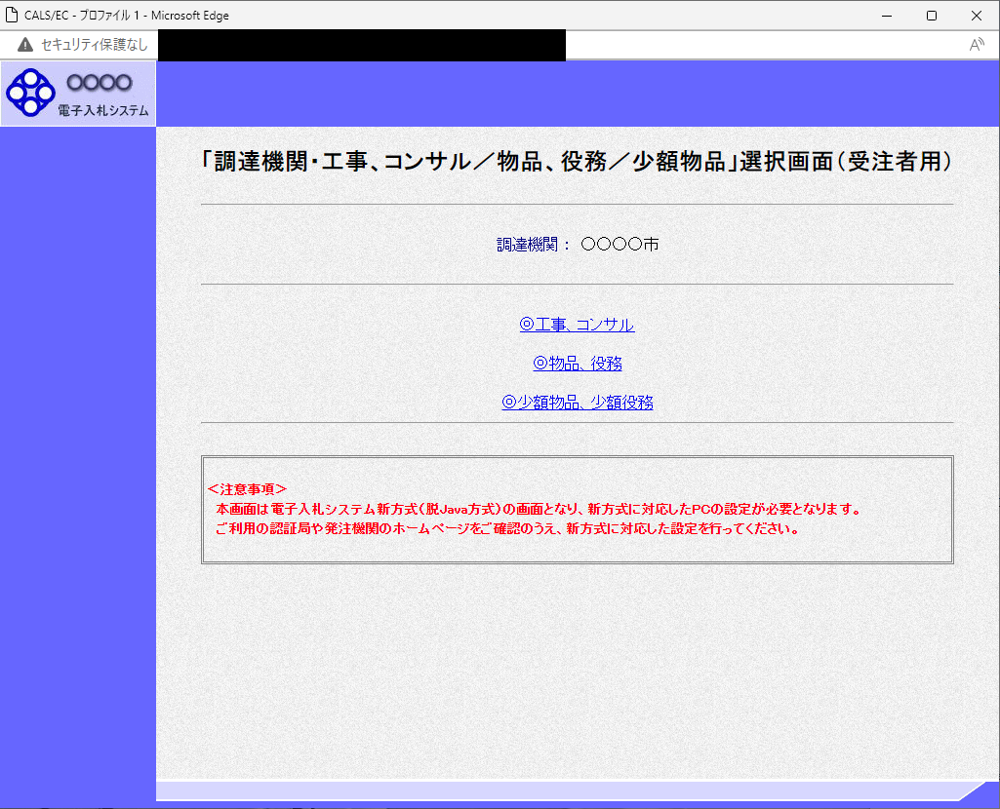 CALS/EC - プロファイル 1 - Microsoft Edge
セキュリティ保護なし
○○○○
電子入札システム
「調達機関・工事、コンサル／物品、役務／少額物品」選択画面（受注者用）
調達機関： ○○○○市
◎工事、コンサル
◎物品、役務
◎少額物品、少額役務
＜注意事項＞
本画面は電子入札システム新方式（脱Java方式）の画面となり、新方式に対応したPCの設定が必要となります。
ご利用の認証局や発注機関のホームページをご確認のうえ、新方式に対応した設定を行ってください。